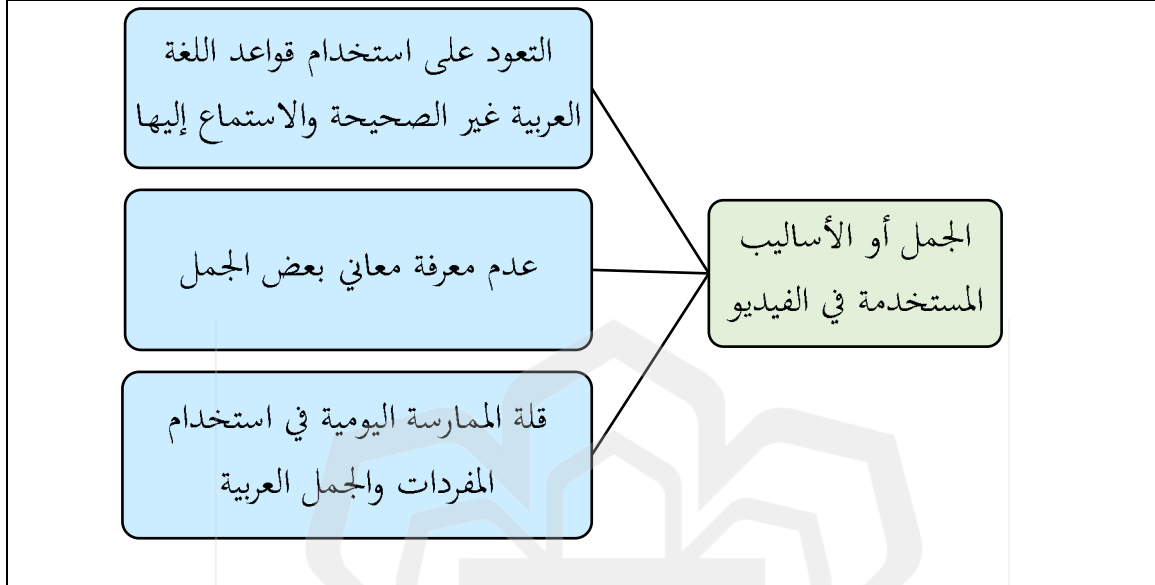 الجمل أو الأساليب
المستخدمة في الفيديو
التعود على استخدام قواعد اللغة
العربية غير الصحيحة والاستماع إليها
عدم معرفة معاني بعض الجمل
قلة الممارسة اليومية في استخدام
المفردات والجمل العربية